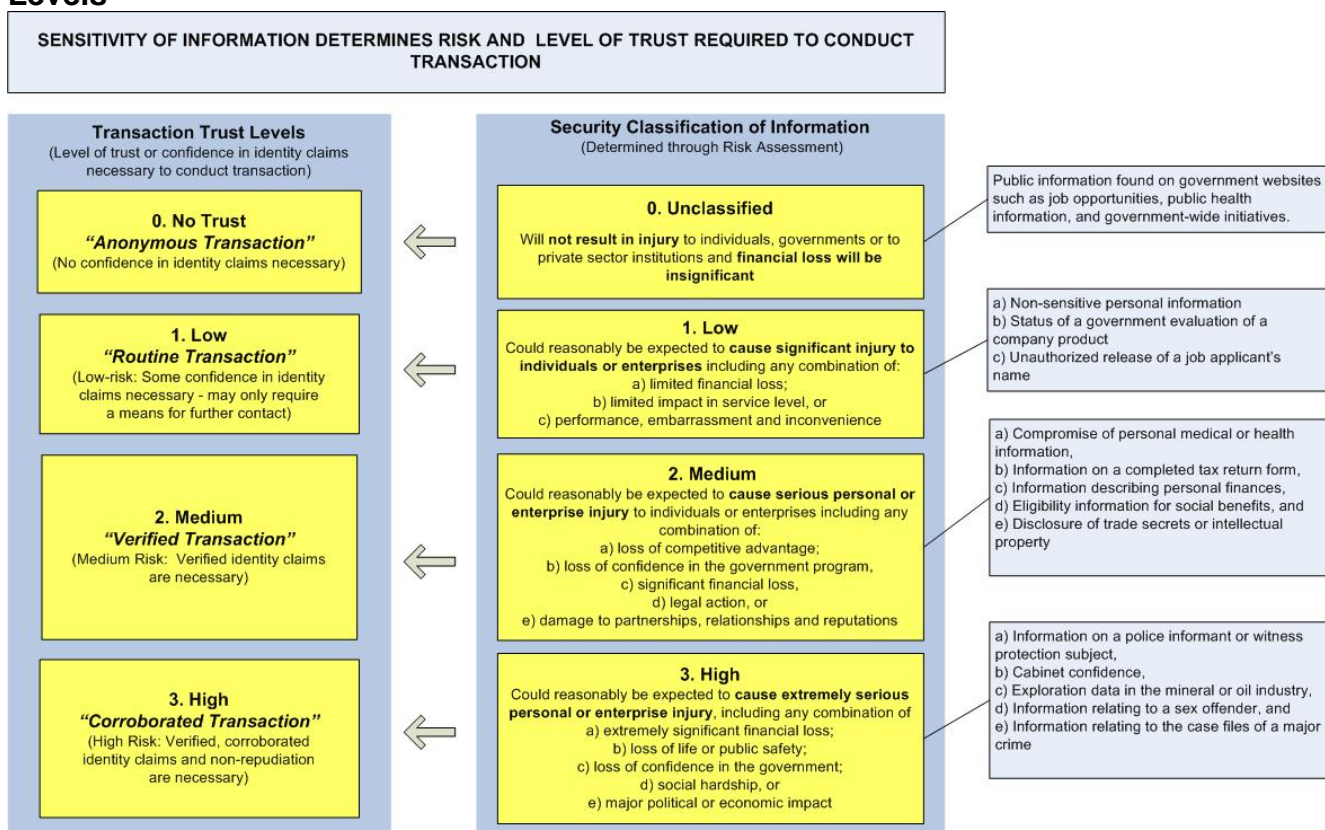 Levels
SENSITIVITY OF INFORMATION DETERMINES RISK AND LEVEL OF TRUST REQUIRED TO CONDUCT
TRANSACTION
Transaction Trust Levels
(Level of trust or confidence in identity claims
necessary to conduct transaction)
0. No Trust
“Anonymous Transaction”
(No confidence in identity claims necessary)
1. Low
“Routine Transaction”
(Low-risk: Some confidence in identity
claims necessary - may only require
a means for further contact)
2. Medium
“Verified Transaction”
(Medium Risk: Verified identity claims
are necessary)
3. High
“Corroborated Transaction”
(High Risk: Verified, corroborated
identity claims and non-repudiation
are necessary)
Security Classification of Information
(Determined through Risk Assessment)
0. Unclassified
Will not result in injury to individuals, governments or to
private sector institutions and financial loss will be
insignificant
1. Low
Could reasonably be expected to cause significant injury to
individuals or enterprises including any combination of:
a) limited financial loss;
b) limited impact in service level, or
c) performance, embarrassment and inconvenience
2. Medium
Could reasonably be expected to cause serious personal or
enterprise injury to individuals or enterprises including any
combination of:
a) loss of competitive advantage;
b) loss of confidence in the government program,
c) significant financial loss,
d) legal action, or
e) damage to partnerships, relationships and reputations
3. High
Could reasonably be expected to cause extremely serious
personal or enterprise injury, including any combination of
a) extremely significant financial loss;
b) loss of life or public safety;
c) loss of confidence in the government;
d) social hardship, or
e) major political or economic impact
Public information found on government websites
such as job opportunities, public health
information, and government-wide initiatives.
a) Non-sensitive personal information
b) Status of a government evaluation of a
company product
c) Unauthorized release of a job applicant’s
name
a) Compromise of personal medical or health
information,
b) Information on a completed tax return form,
c) Information describing personal finances,
d) Eligibility information for social benefits, and
e) Disclosure of trade secrets or intellectual
property
a) Information on a police informant or witness
protection subject,
b) Cabinet confidence,
c) Exploration data in the mineral or oil industry,
d) Information relating to a sex offender, and
e) Information relating to the case files of a major
crime